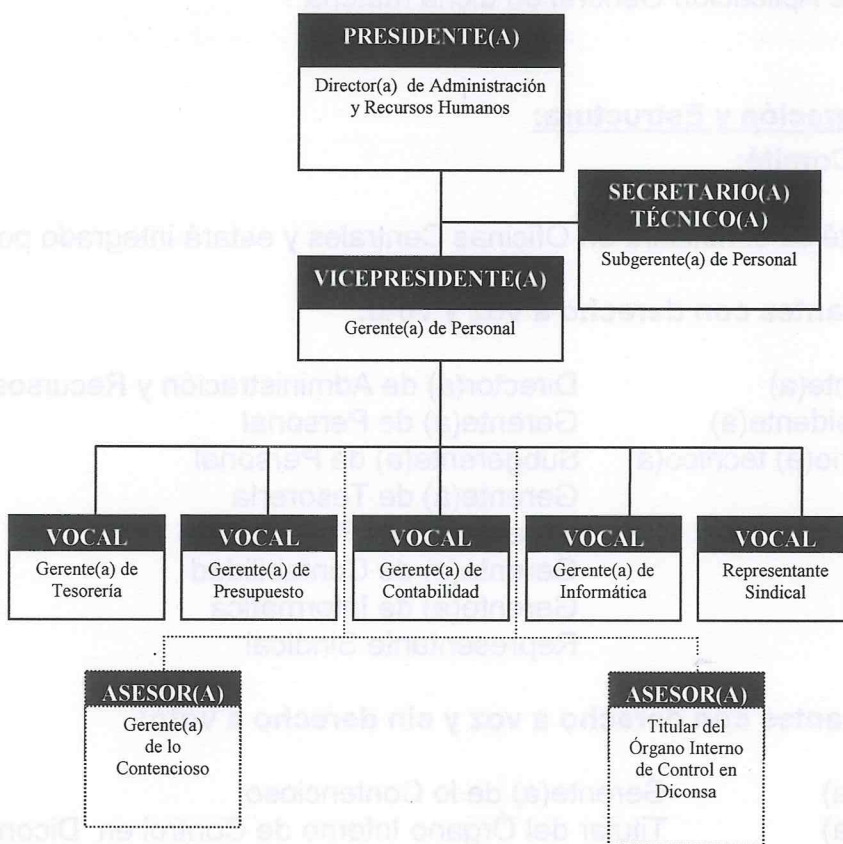 PRESIDENTE(A)
Director(a) de Administración
y Recursos Humanos
SECRETARIO(A)
TÉCNICO(A)
Subgerente(a) de Personal
VICEPRESIDENTE(A)
Gerente(a) de Personal
VOCAL
Gerente(a) de
Tesorería
VOCAL
Gerente(a) de
Presupuesto
VOCAL
Gerente(a) de
Contabilidad
VOCAL
Gerente(a) de
Informática
VOCAL
Representante
Sindical
ASESOR(A)
Gerente(a)
de lo
Contencioso
ASESOR(A)
Titular del
Órgano Interno
de Control en
Diconsa